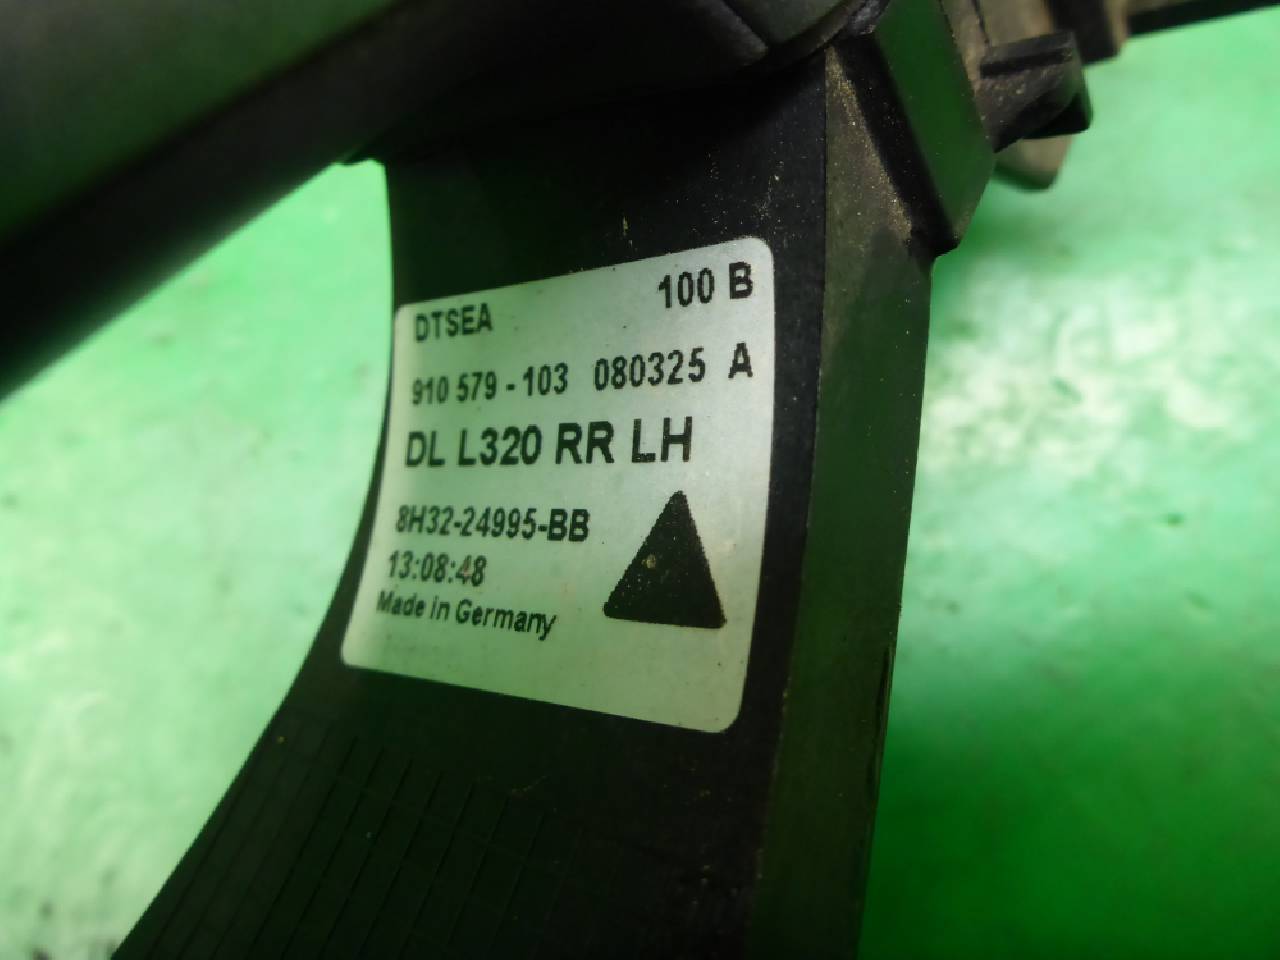 DTSEA 100 B
910 579 - 103 080325 A
DL L320 RR LH
8H32-24995-BB
13:08:48
Made in Germany